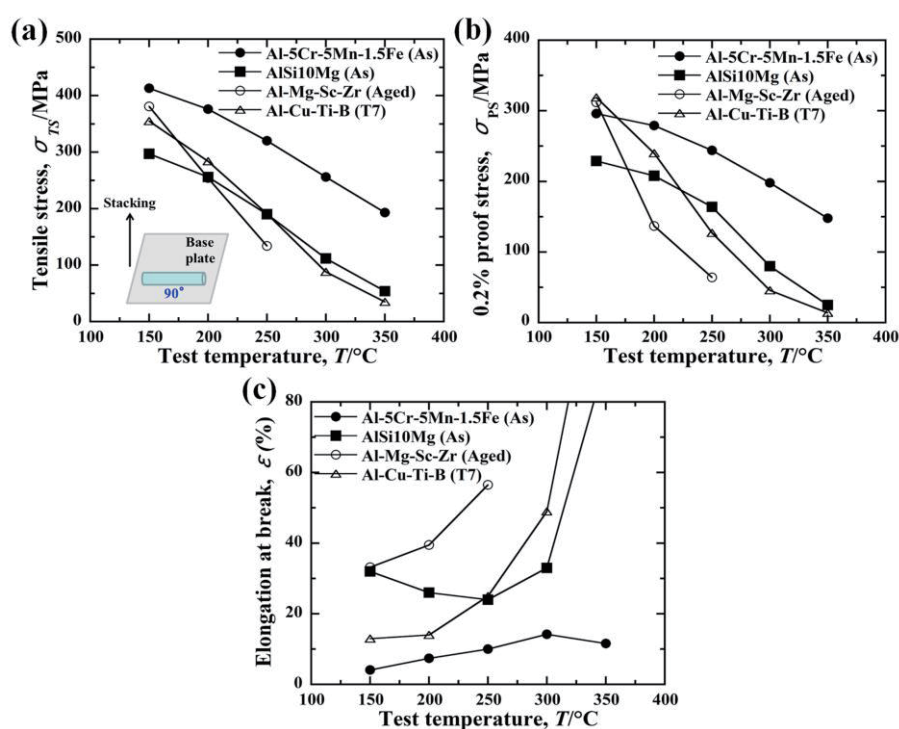 (a)
500
400
300
200
100
0
Tensile stress, σTS/MPa
Al-5Cr-5Mn-1.5Fe (As)
AlSi10Mg (As)
Al-Mg-Sc-Zr (Aged)
Al-Cu-Ti-B (T7)
Stacking
Base
plate
90°
100 150 200 250 300 350 400
Test temperature, T/°C
(b)
400
300
200
100
0
0.2% proof stress, σPS/MPa
Al-5Cr-5Mn-1.5Fe (As)
AlSi10Mg (As)
Al-Mg-Sc-Zr (Aged)
Al-Cu-Ti-B (T7)
100 150 200 250 300 350 400
Test temperature, T/°C
(c)
80
60
40
20
0
Elongation at break, ε (%)
Al-5Cr-5Mn-1.5Fe (As)
AlSi10Mg (As)
Al-Mg-Sc-Zr (Aged)
Al-Cu-Ti-B (T7)
100 150 200 250 300 350 400
Test temperature, T/°C